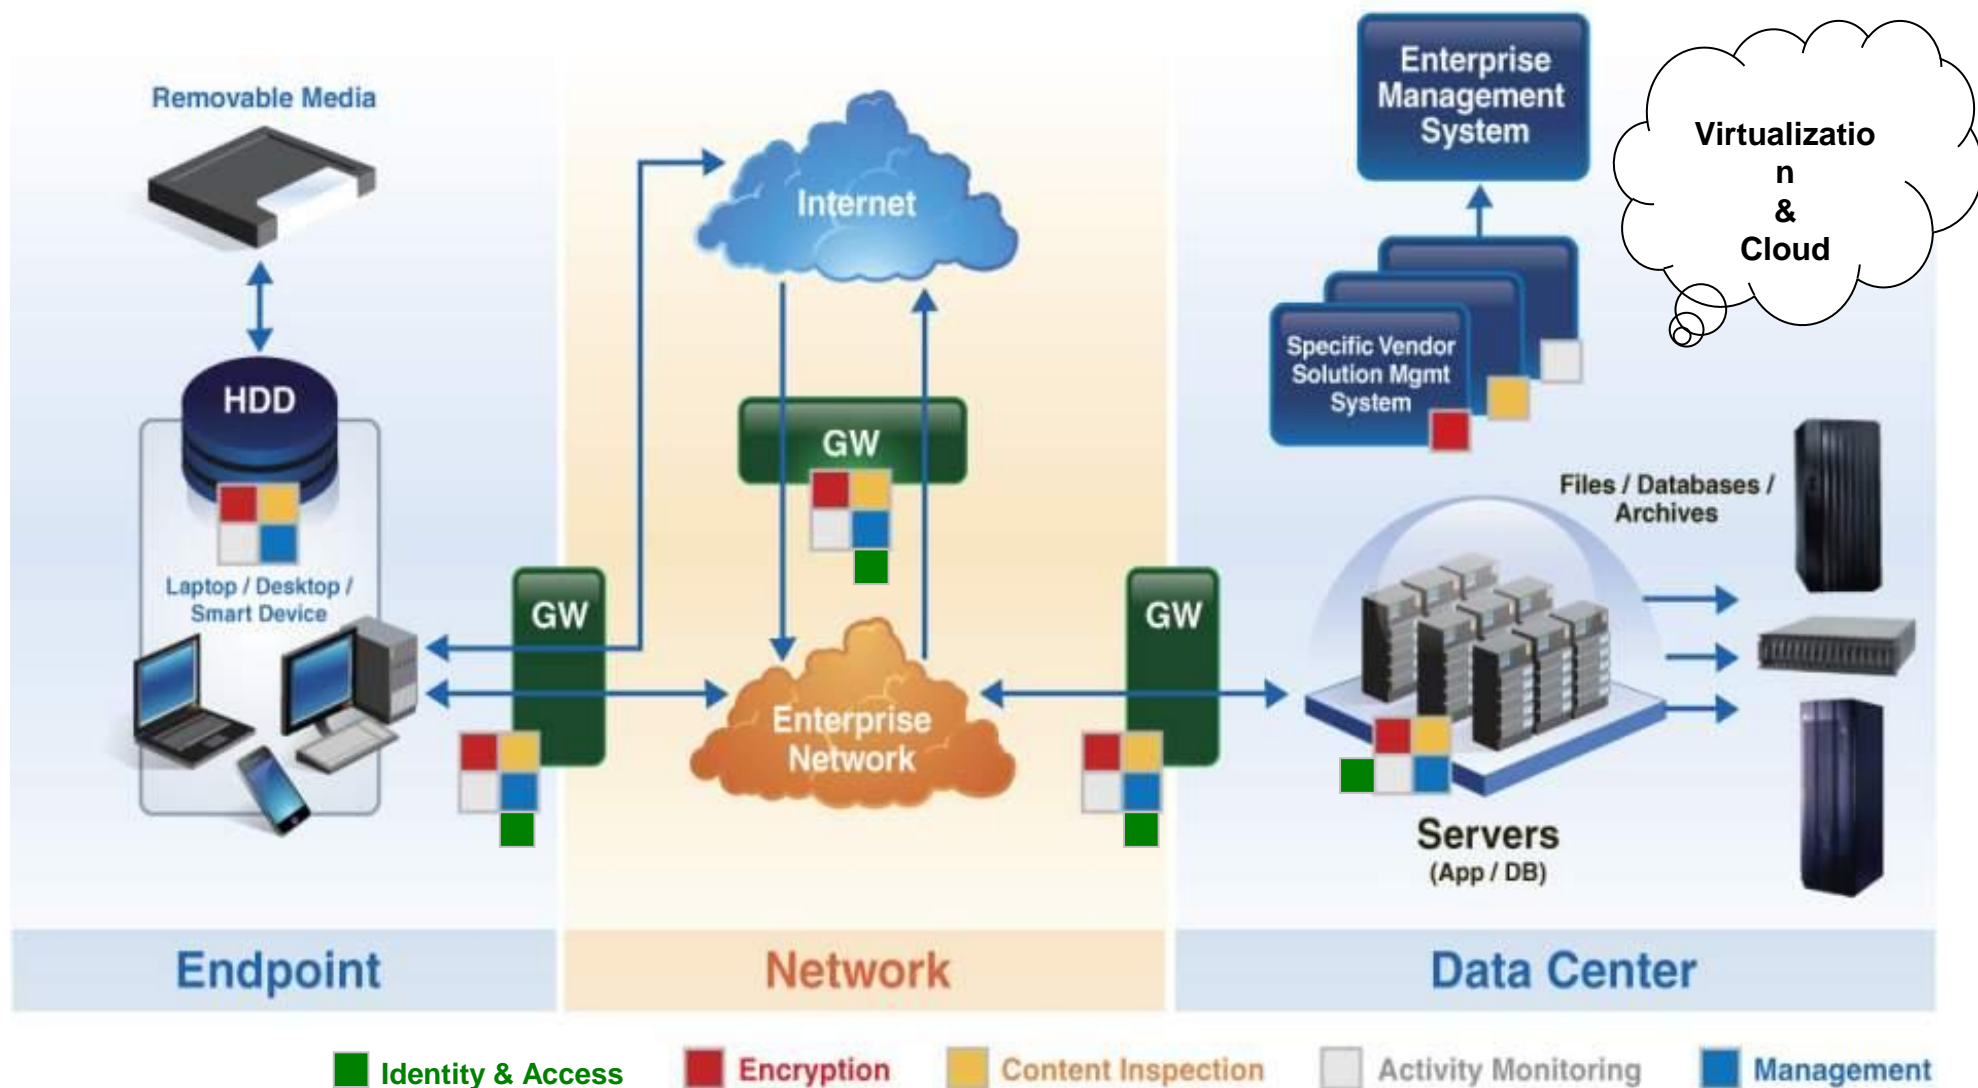 Removable Media
HDD
Laptop / Desktop /
Smart Device
GW
Internet
GW
Enterprise
Network
GW
Enterprise
Management
System
Virtualizatio
n
&
Cloud
Specific Vendor
Solution Mgmt
System
Files / Databases /
Archives
Servers
(App / DB)
Endpoint
Network
Data Center
Identity & Access
Encryption
Content Inspection
Activity Monitoring
Management